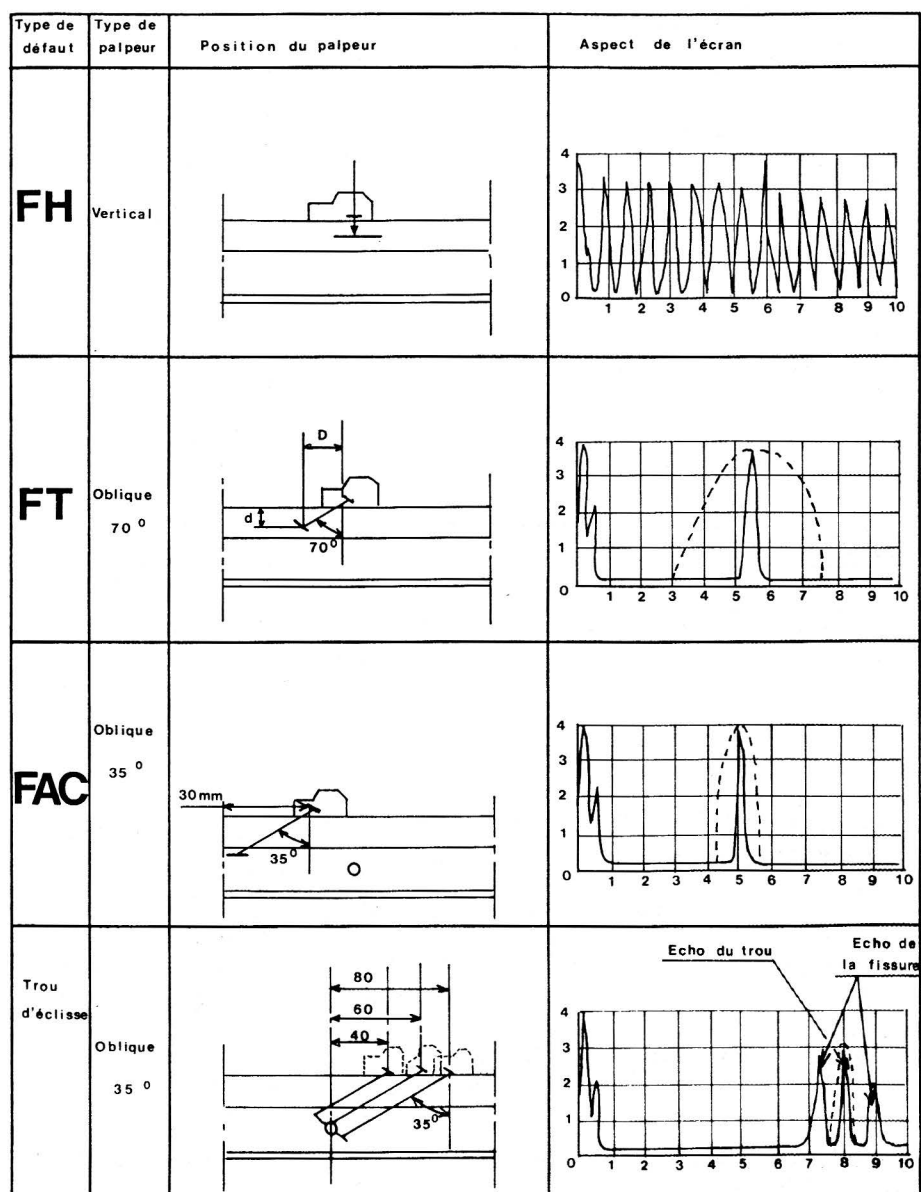 Type de défaut
Type de palpeur
Position du palpeur
Aspect de l'écran
FH
Vertical
4
3
2
1
0
1 2 3 4 5 6 7 8 9 10
FT
Oblique
70 °
D
d
70°
4
3
2
1
0
1 2 3 4 5 6 7 8 9 10
FAC
Oblique
35 °
30mm
35°
4
3
2
1
0
1 2 3 4 5 6 7 8 9 10
Trou
d'éclisse
Oblique
35 °
80
60
40
35°
Echo du trou
Echo de
la fissure
4
3
2
1
0
1 2 3 4 5 6 7 8 9 10